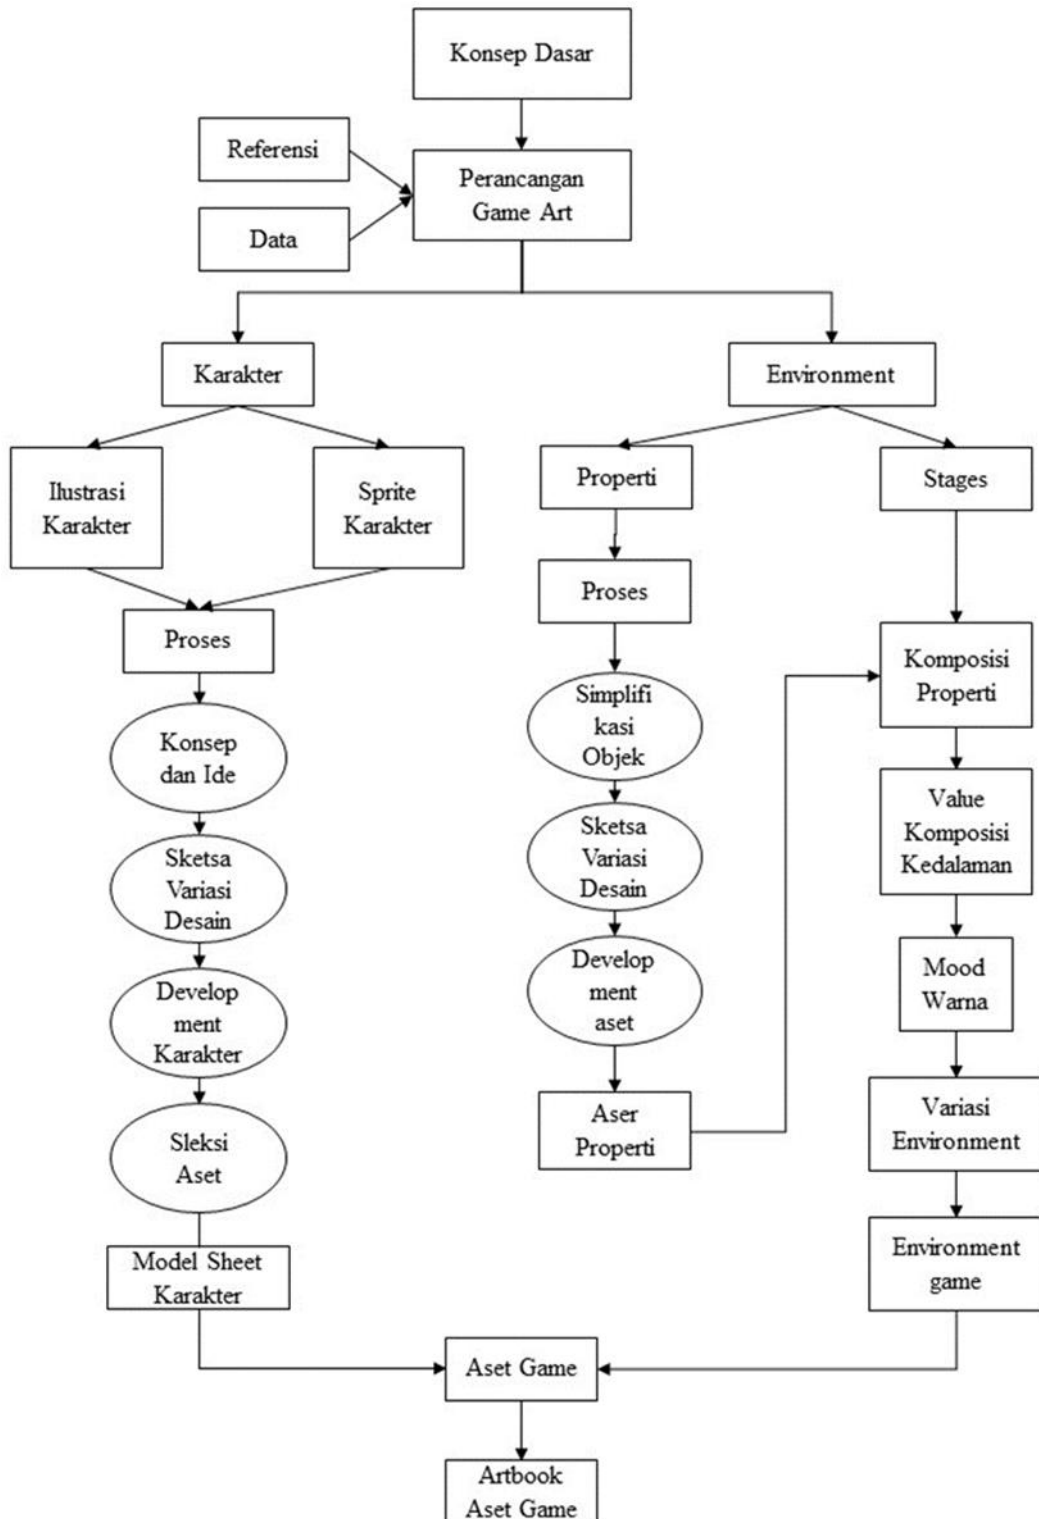 Konsep Dasar
Referensi
Perancangan
Game Art
Data
Karakter
Environment
Ilustrasi
Karakter
Sprite
Karakter
Properti
Stages
Proses
Proses
Konsep
dan Ide
Sketsa
Variasi
Desain
Develop
ment
Karakter
Sleksi
Aset
Model Sheet
Karakter
Simplifi
kasi
Objek
Sketsa
Variasi
Desain
Develop
ment
aset
Aser
Properti
Komposisi
Properti
Value
Komposisi
Kedalaman
Mood
Warna
Variasi
Environment
Environment
game
Aset Game
Artbook
Aset Game